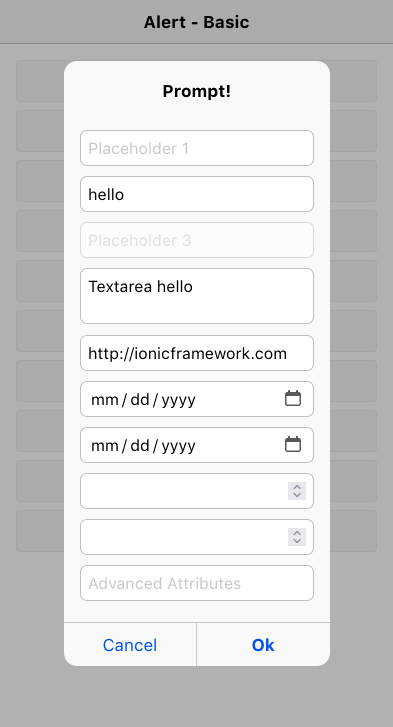 Alert - Basic
Prompt!
Placeholder 1
hello
Placeholder 3
Textarea hello
http://ionicframework.com
mm/dd/yyyy
mm/dd/yyyy
Advanced Attributes
Cancel
Ok